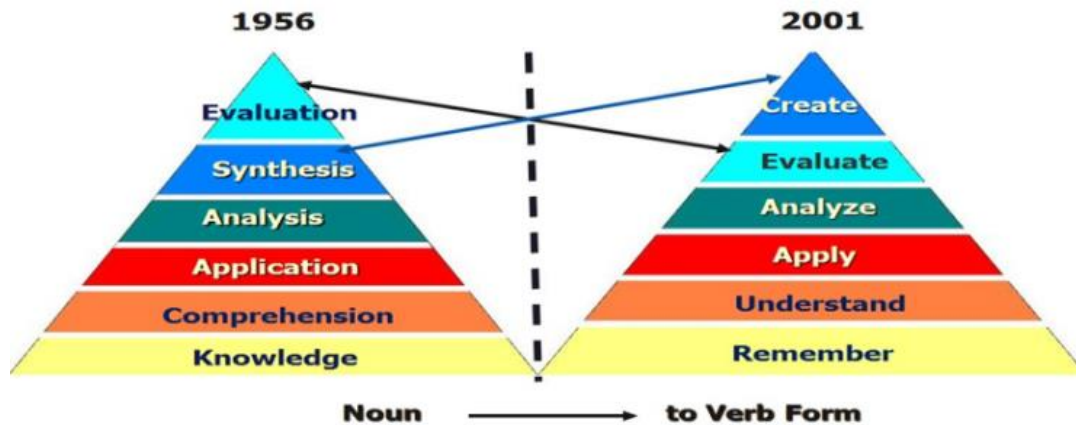 1956
2001
Evaluation
Synthesis
Analysis
Application
Comprehension
Knowledge
Create
Evaluate
Analyze
Apply
Understand
Remember
Noun
to Verb Form